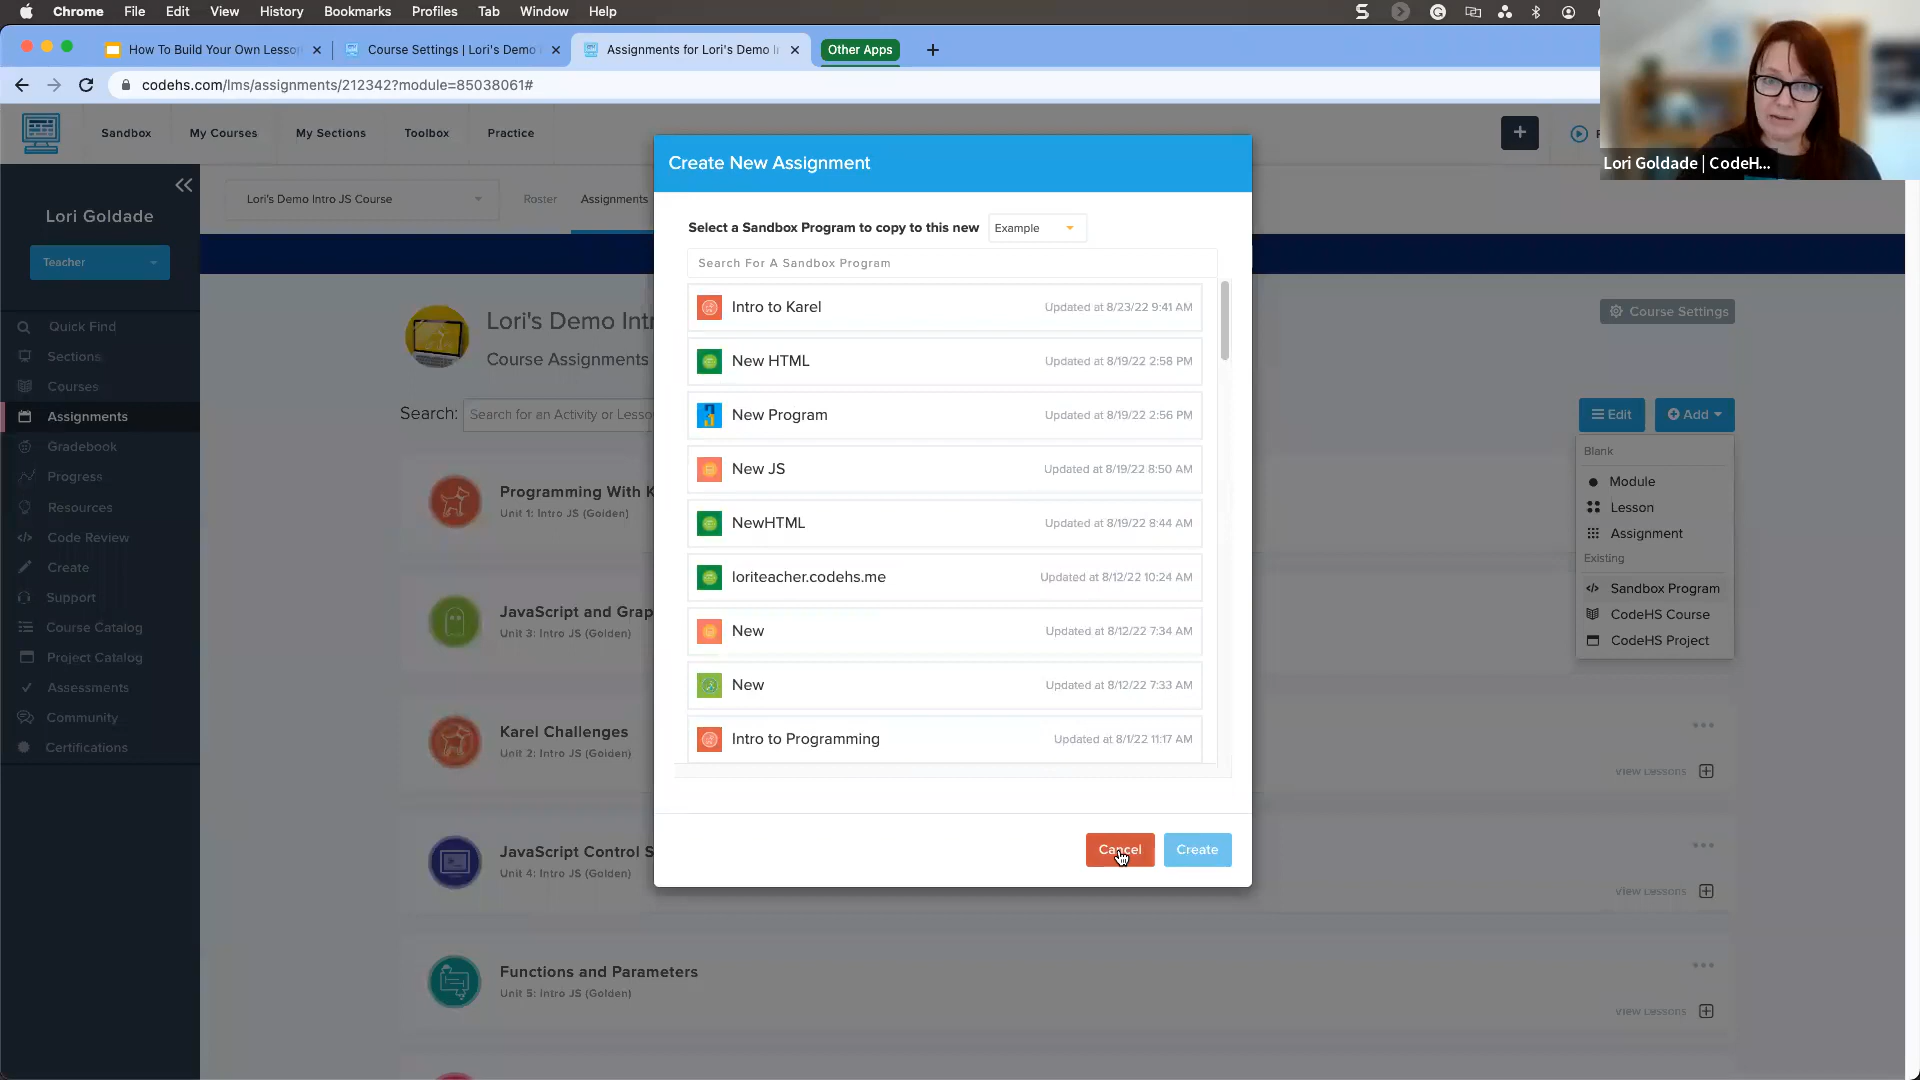 Chrome File Edit View History Bookmarks Profiles Tab Window Help
How To Build Your Own Lesso
Course Settings | Lori's Demo
Assignments for Lori's Demo I
Other Apps
codehs.com/lms/assignments/212342?module=85038061#
Lori Goldade | CodeH...
Sandbox My Courses My Sections Toolbox Practice
Create New Assignment
Lori Goldade
Teacher
Quick Find
Sections
Courses
Assignments
Gradebook
Progress
Resources
Code Review
Create
Support
Course Catalog
Project Catalog
Assessments
Community
Certifications
Lori's Demo Intro JS Course
Roster
Assignments
Lori's Demo Int
Course Assignments
Course Settings
Search:
Search for an Activity or Lesso
Edit
Add
Select a Sandbox Program to copy to this new
Example
Search For A Sandbox Program
Intro to Karel Updated at 8/23/22 9:41 AM
New HTML Updated at 8/19/22 2:58 PM
New Program Updated at 8/19/22 2:56 PM
New JS Updated at 8/19/22 8:50 AM
NewHTML Updated at 8/19/22 8:44 AM
loriteacher.codehs.me Updated at 8/12/22 10:24 AM
New Updated at 8/12/22 7:34 AM
New Updated at 8/12/22 7:33 AM
Intro to Programming Updated at 8/1/22 11:17 AM
Cancel
Create
Blank
Module
Lesson
Assignment
Existing
Sandbox Program
CodeHS Course
CodeHS Project
Programming With K
Unit 1: Intro JS (Golden)
JavaScript and Grap
Unit 3: Intro JS (Golden)
Karel Challenges
Unit 2: Intro JS (Golden)
View Lessons
JavaScript Control S
Unit 4: Intro JS (Golden)
View Lessons
Functions and Parameters
Unit 5: Intro JS (Golden)
View Lessons